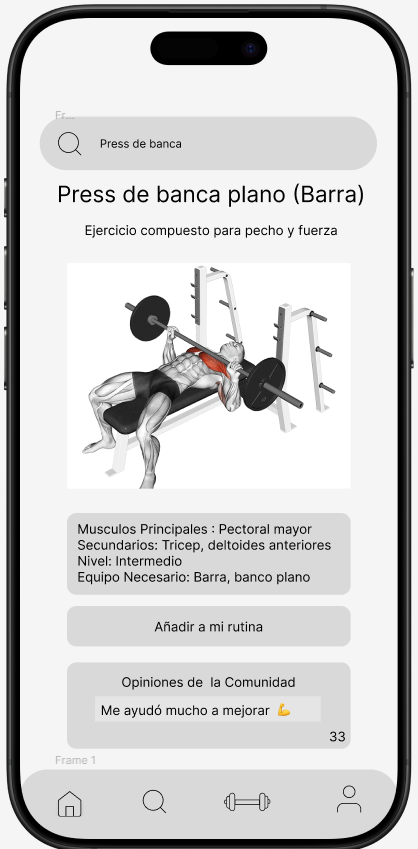 Fr...
Press de banca
Press de banca plano (Barra)
Ejercicio compuesto para pecho y fuerza
Musculos Principales : Pectoral mayor
Secundarios: Tricep, deltoides anteriores
Nivel: Intermedio
Equipo Necesario: Barra, banco plano
Añadir a mi rutina
Opiniones de la Comunidad
Me ayudó mucho a mejorar 💪
33
Frame 1